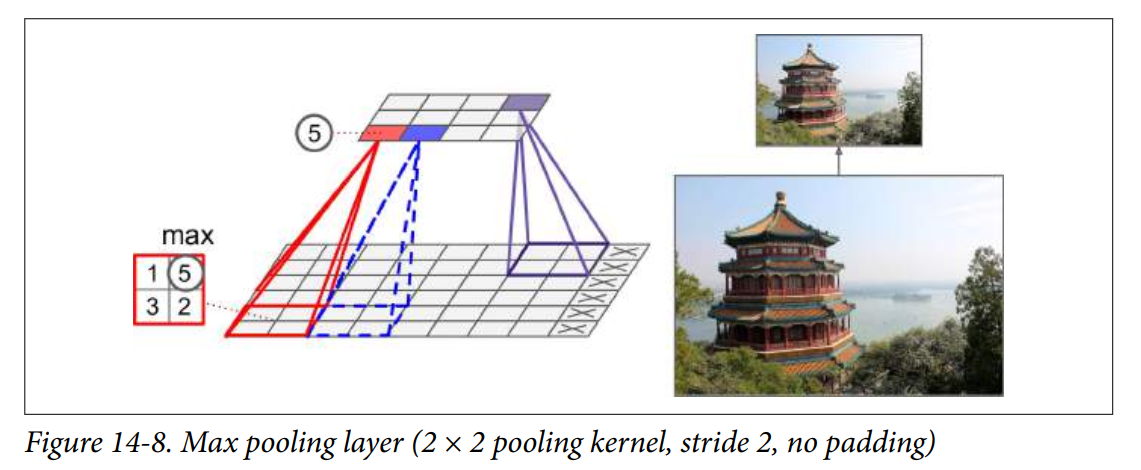 5
max
1 5
3 2
Figure 14-8. Max pooling layer (2 × 2 pooling kernel, stride 2, no padding)